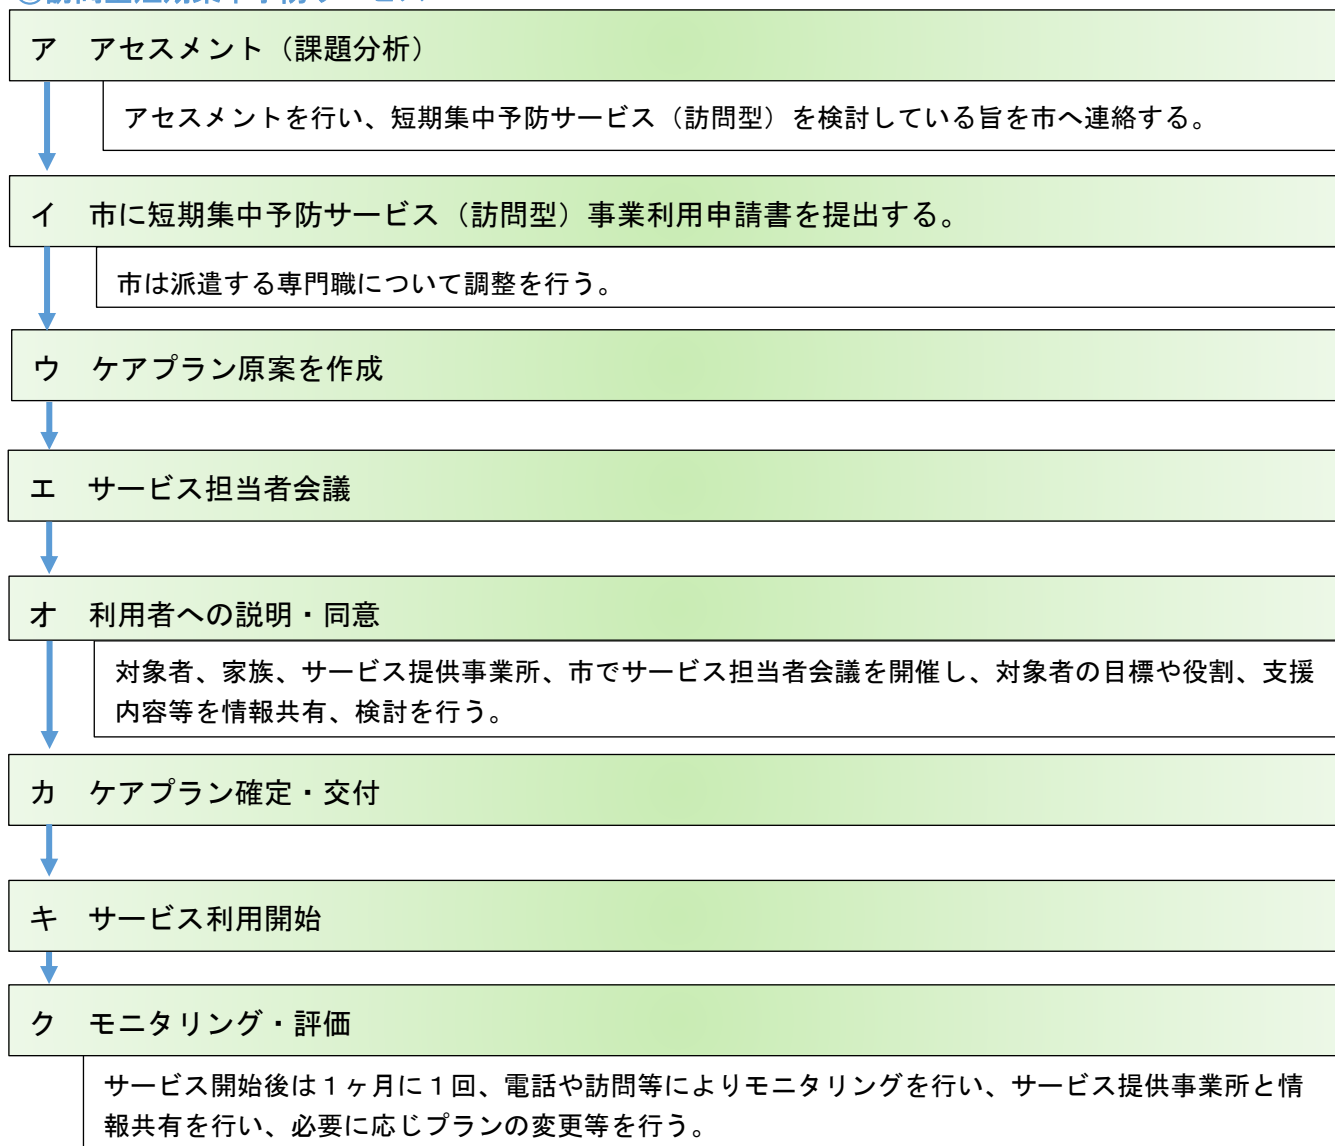 訪問型短期集中予防サービス
ア　アセスメント（課題分析）
アセスメントを行い、短期集中予防サービス（訪問型）を検討している旨を市へ連絡する。
イ　市に短期集中予防サービス（訪問型）事業利用申請書を提出する。
市は派遣する専門職について調整を行う。
ウ　ケアプラン原案を作成
エ　サービス担当者会議
オ　利用者への説明・同意
対象者、家族、サービス提供事業所、市でサービス担当者会議を開催し、対象者の目標や役割、支援
内容等を情報共有、検討を行う。
カ　ケアプラン確定・交付
キ　サービス利用開始
ク　モニタリング・評価
サービス開始後は１ヶ月に１回、電話や訪問等によりモニタリングを行い、サービス提供事業所と情
報共有を行い、必要に応じプランの変更等を行う。